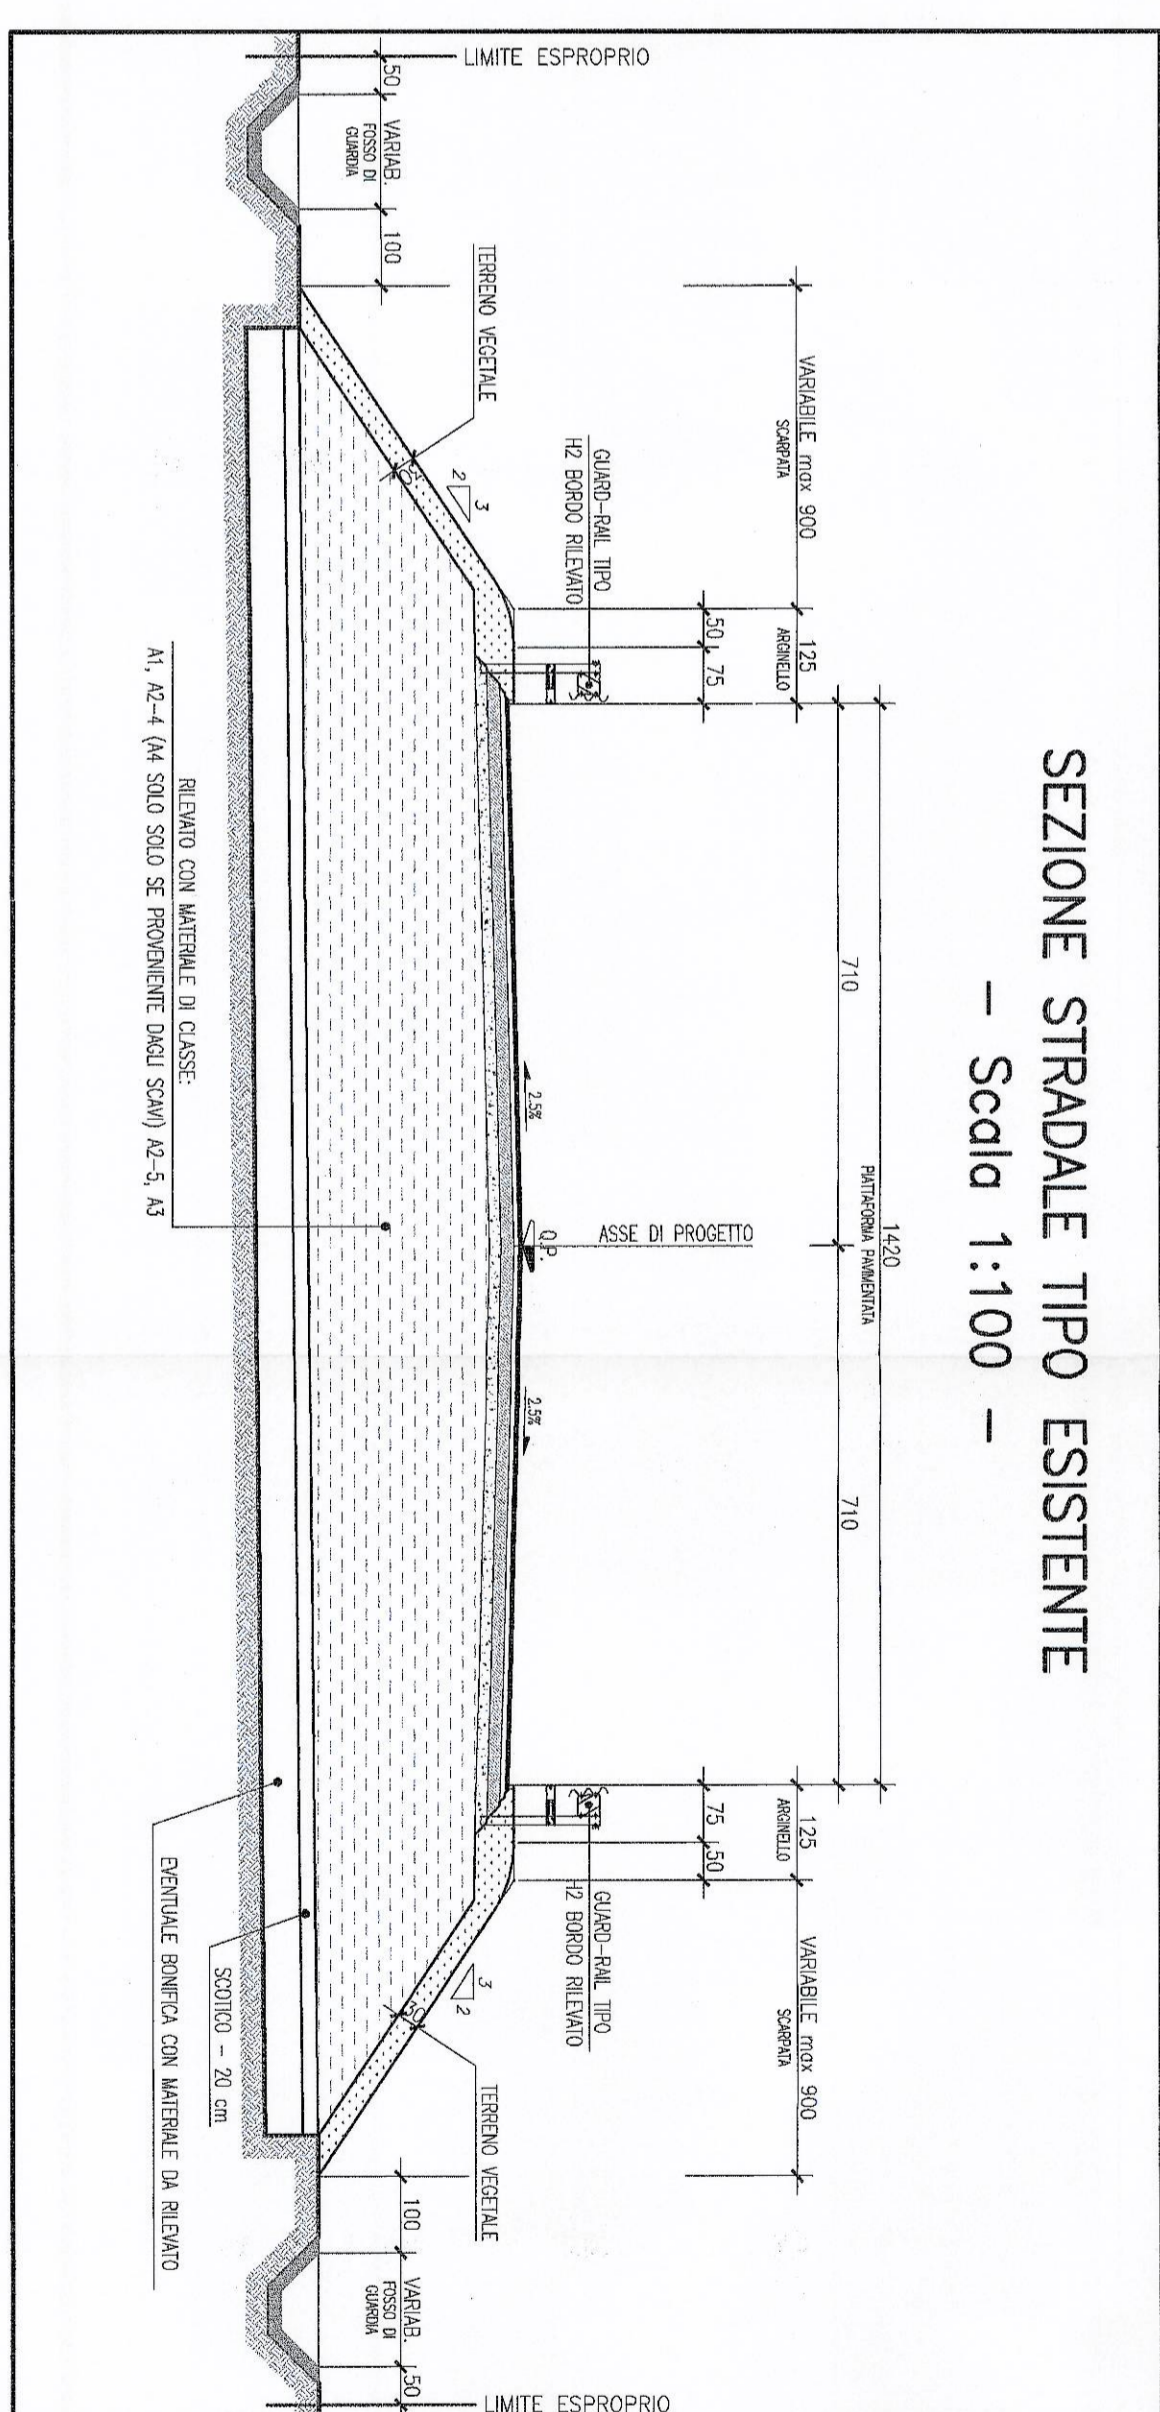 SEZIONE STRADALE TIPO ESISTENTE
- Scala 1:100 -
1420
PIATTAFORMA PAVIMENTATA
710
710
VARIABILE max 900
SCARPATA
125
ARGINELLO
125
ARGINELLO
VARIABILE max 900
SCARPATA
50
75
75
50
GUARD-RAIL TIPO
H2 BORDO RILEVATO
GUARD-RAIL TIPO
H2 BORDO RILEVATO
LIMITE ESPROPRIO
ASSE DI PROGETTO
LIMITE ESPROPRIO
Q.P.
2.5%
2.5%
TERRENO VEGETALE
TERRENO VEGETALE
3
2
3
2
30
30
50
VARIAB.
FOSSO DI
GUARDIA
100
100
VARIAB.
FOSSO DI
GUARDIA
50
RILEVATO CON MATERIALE DI CLASSE:
A1, A2-4 (A4 SOLO SOLO SE PROVENIENTE DAGLI SCAVI) A2-5, A3
SCOTICO - 20 cm
EVENTUALE BONIFICA CON MATERIALE DA RILEVATO